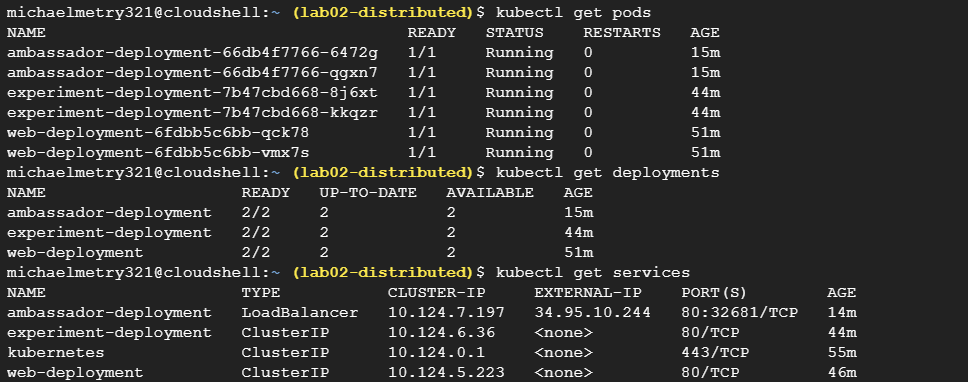 michaelmetry321@cloudshell:~ (lab02-distributed)$ kubectl get pods
NAME READY STATUS RESTARTS AGE
ambassador-deployment-66db4f7766-6472g 1/1 Running 0 15m
ambassador-deployment-66db4f7766-qgxn7 1/1 Running 0 15m
experiment-deployment-7b47cbd668-8j6xt 1/1 Running 0 44m
experiment-deployment-7b47cbd668-kkqzr 1/1 Running 0 44m
web-deployment-6fdbb5c6bb-qck78 1/1 Running 0 51m
web-deployment-6fdbb5c6bb-vmx7s 1/1 Running 0 51m
michaelmetry321@cloudshell:~ (lab02-distributed)$ kubectl get deployments
NAME READY UP-TO-DATE AVAILABLE AGE
ambassador-deployment 2/2 2 2 15m
experiment-deployment 2/2 2 2 44m
web-deployment 2/2 2 2 51m
michaelmetry321@cloudshell:~ (lab02-distributed)$ kubectl get services
NAME TYPE CLUSTER-IP EXTERNAL-IP PORT(S) AGE
ambassador-deployment LoadBalancer 10.124.7.197 34.95.10.244 80:32681/TCP 14m
experiment-deployment ClusterIP 10.124.6.36 <none> 80/TCP 44m
kubernetes ClusterIP 10.124.0.1 <none> 443/TCP 55m
web-deployment ClusterIP 10.124.5.223 <none> 80/TCP 46m